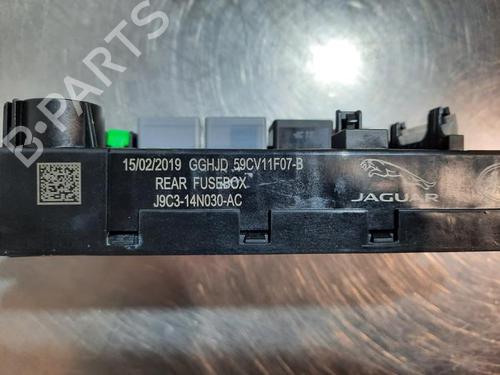 B-PARTS
15/02/2019 GGHJD 59CV11F07-B
REAR FUSEBOX
J9C3-14N030-AC
JAGUAR